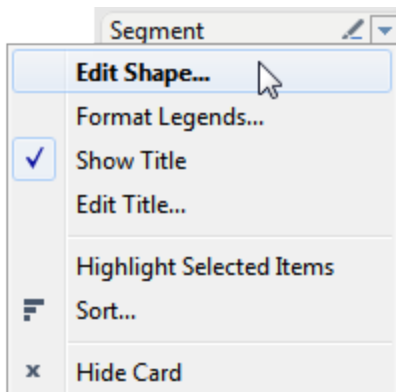 Segment
Edit Shape...
Format Legends...
Show Title
Edit Title...
Highlight Selected Items
Sort...
Hide Card